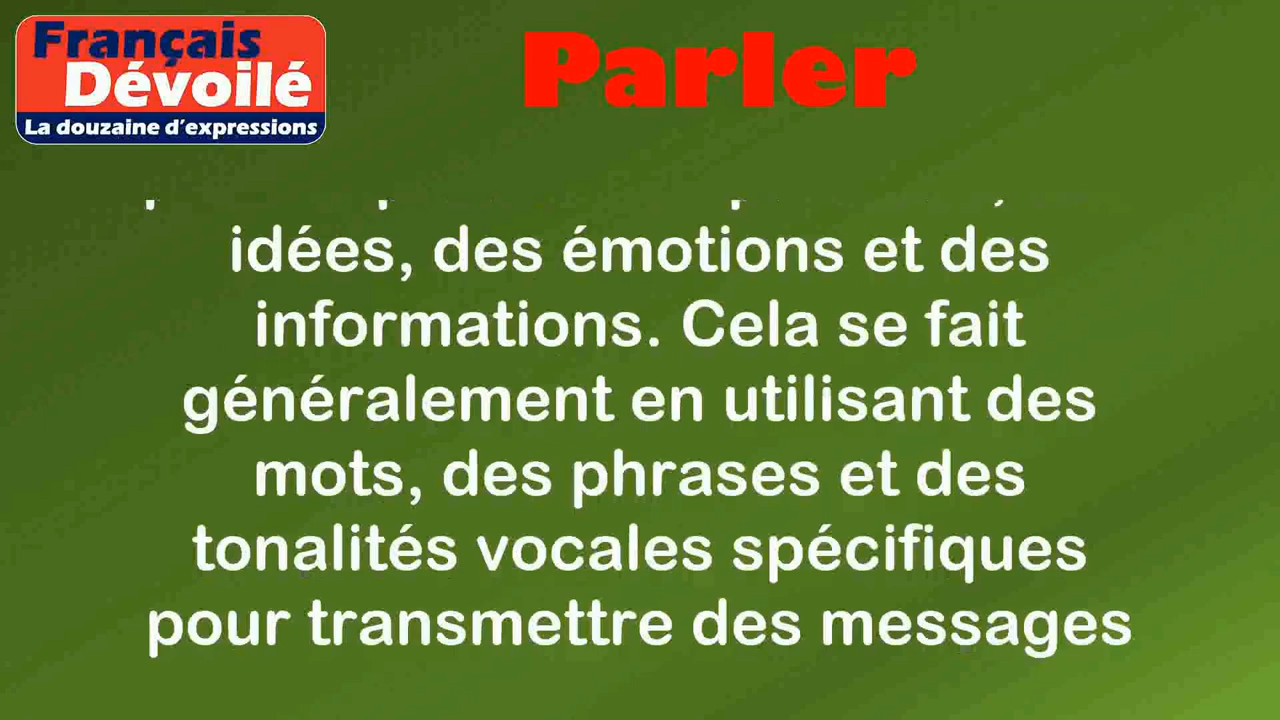 Français
Dévoilé
La douzaine d'expressions
Parler
idées, des émotions et des
informations. Cela se fait
généralement en utilisant des
mots, des phrases et des
tonalités vocales spécifiques
pour transmettre des messages